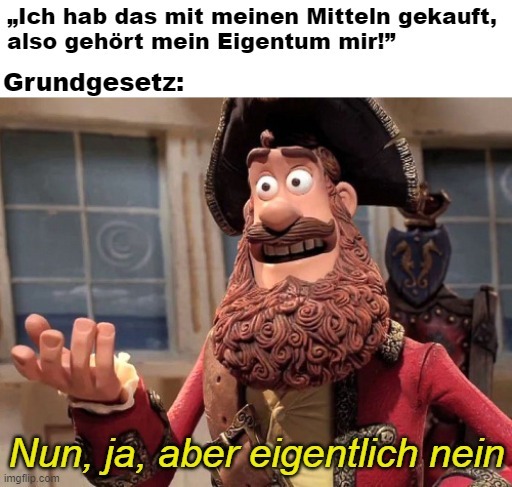 „Ich hab das mit meinen Mitteln gekauft,
also gehört mein Eigentum mir!”
Grundgesetz:
Nun, ja, aber eigentlich nein
imgflip.com